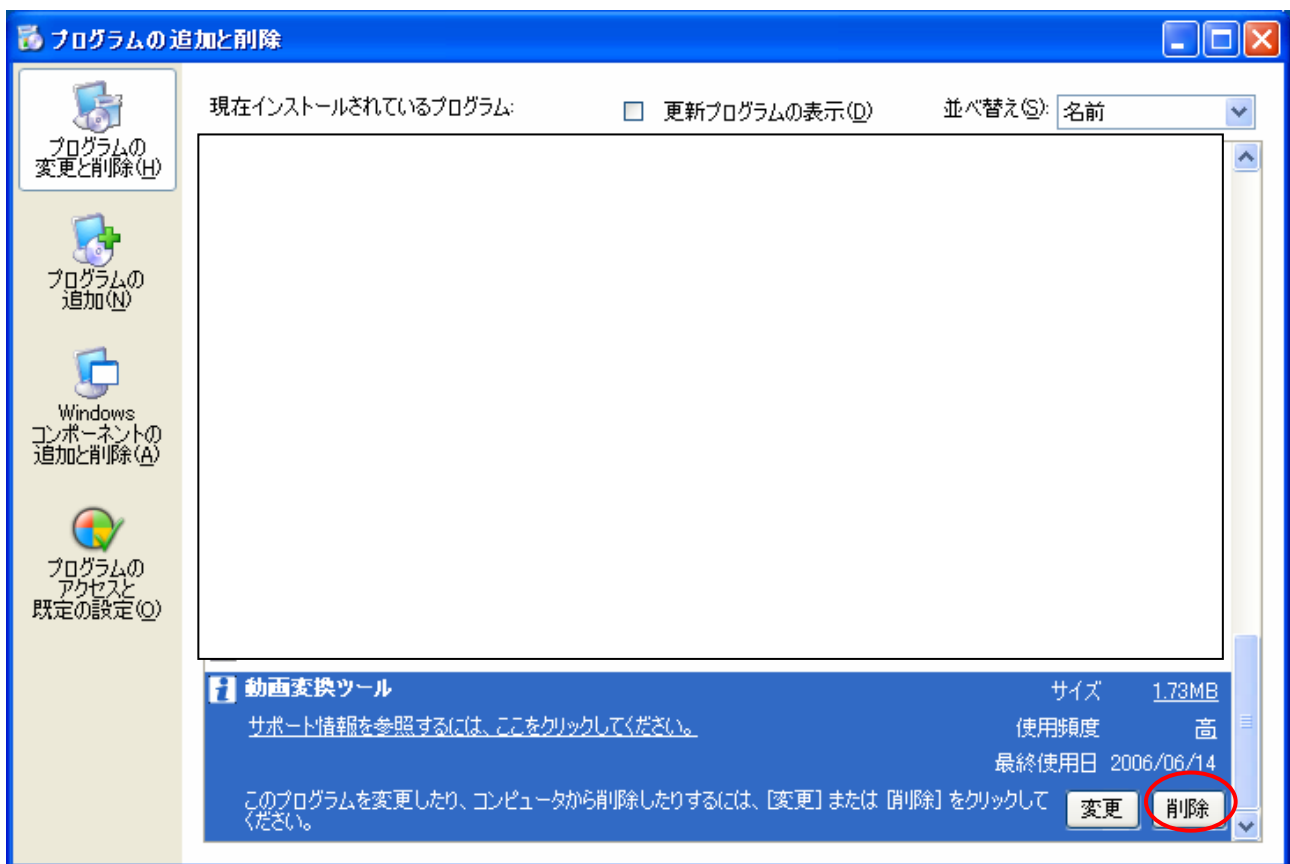 プログラムの追加と削除
プログラムの
変更と削除(H)
現在インストールされているプログラム:
更新プログラムの表示(D)
並べ替え(S):
名前
プログラムの
追加(N)
Windows
コンポーネントの
追加と削除(A)
プログラムの
アクセスと
既定の設定(O)
動画変換ツール
サイズ 1.73MB
サポート情報を参照するには、ここをクリックしてください。
使用頻度 高
最終使用日 2006/06/14
このプログラムを変更したり、コンピュータから削除したりするには、[変更] または [削除] をクリックして
ください。
変更
削除